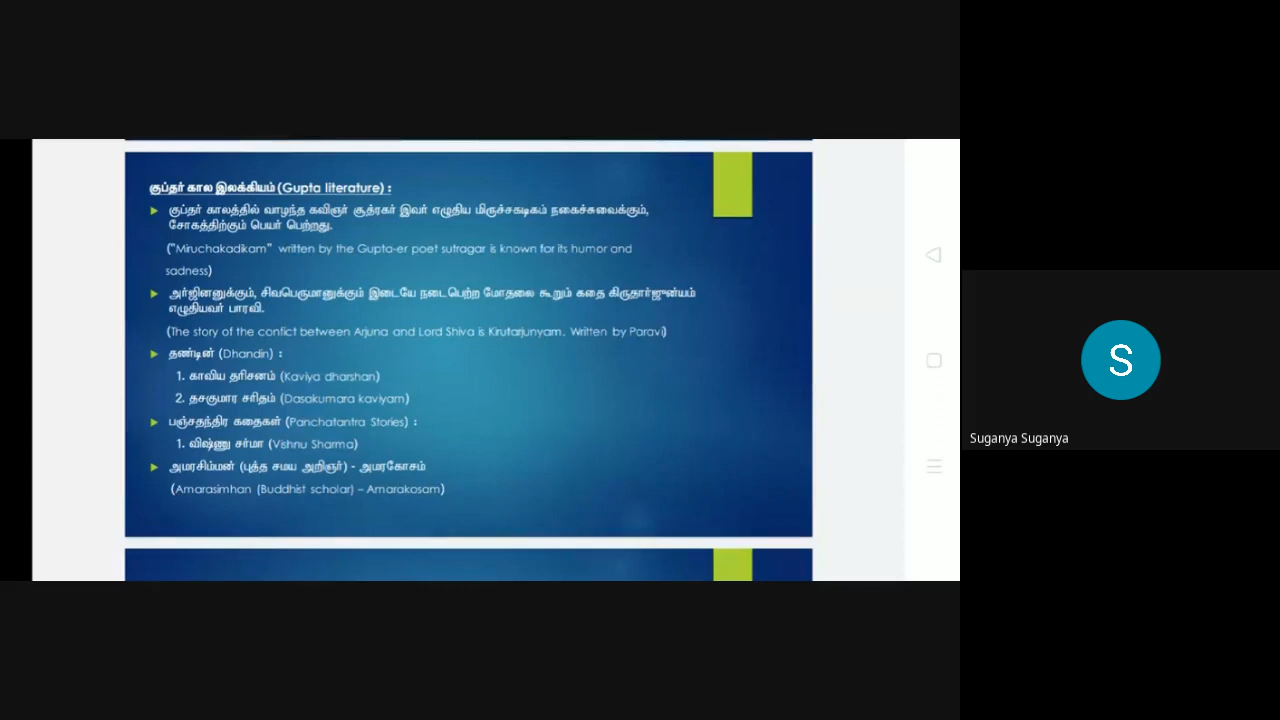 குப்தர் கால இலக்கியம் (Gupta literature) :
குப்தர் காலத்தில் வாழந்த கவிஞர் சூத்ரகர் இவர் எழுதிய மிருச்சகடிகம் நகைச்சுவைக்கும்,
சோகத்திற்கும் பெயர் பெற்றது.
("Miruchakadikam" written by the Gupta-er poet sutragar is known for its humor and
sadness)
அர்ஜினனுக்கும், சிவபெருமானுக்கும் இடையே நடைபெற்ற மோதலை கூறும் கதை கிருதார்ஜுன்யம்
எழுதியவர் பாரவி.
(The story of the confict between Arjuna and Lord Shiva is Kirutarjunyam. Written by Paravi)
தண்டின் (Dhandin) :
1. காவிய தரிசனம் (Kaviya dharshan)
2. தசகுமார சரிதம் (Dasakumara kaviyam)
பஞ்சதந்திர கதைகள் (Panchatantra Stories) :
1. விஷ்ணு சர்மா (Vishnu Sharma)
அமரசிம்மன் (புத்த சமய அறிஞர்) - அமரகோசம்
(Amarasimhan (Buddhist scholar) – Amarakosam)
S
Suganya Suganya